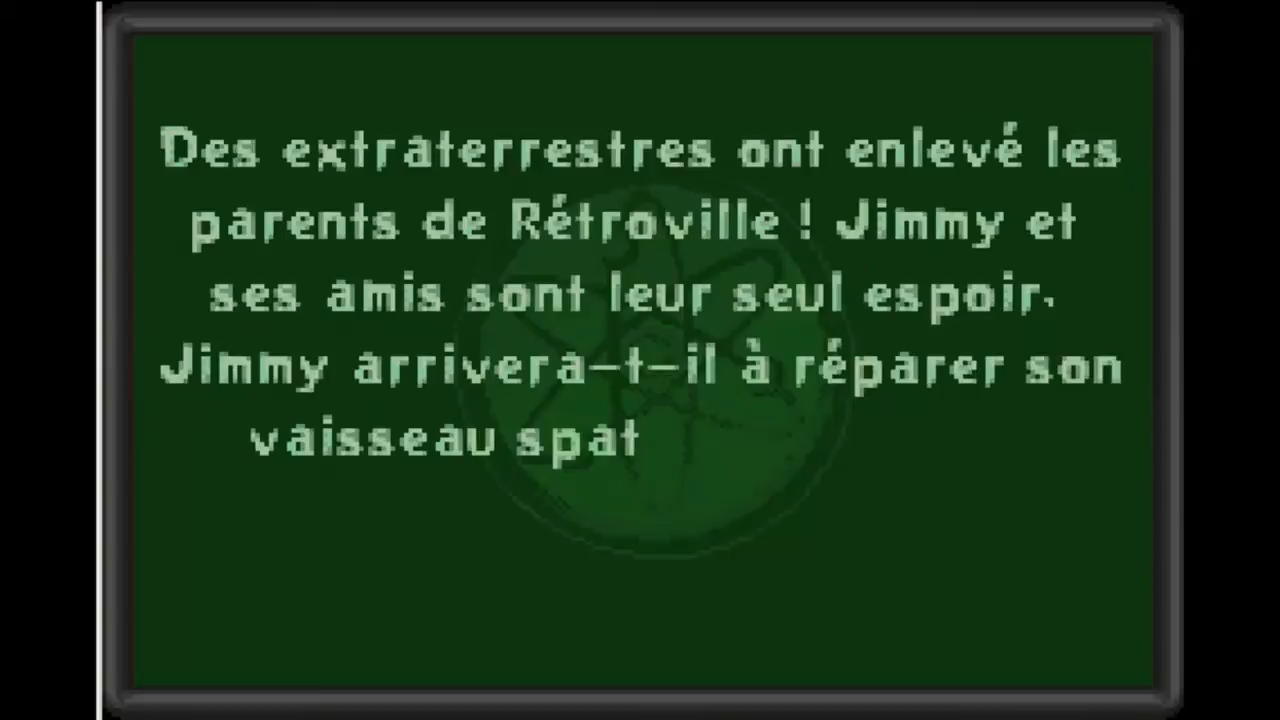 Des extraterrestres ont enlevé les
parents de Rétroville ! Jimmy et
ses amis sont leur seul espoir.
Jimmy arrivera-t-il à réparer son
vaisseau spat